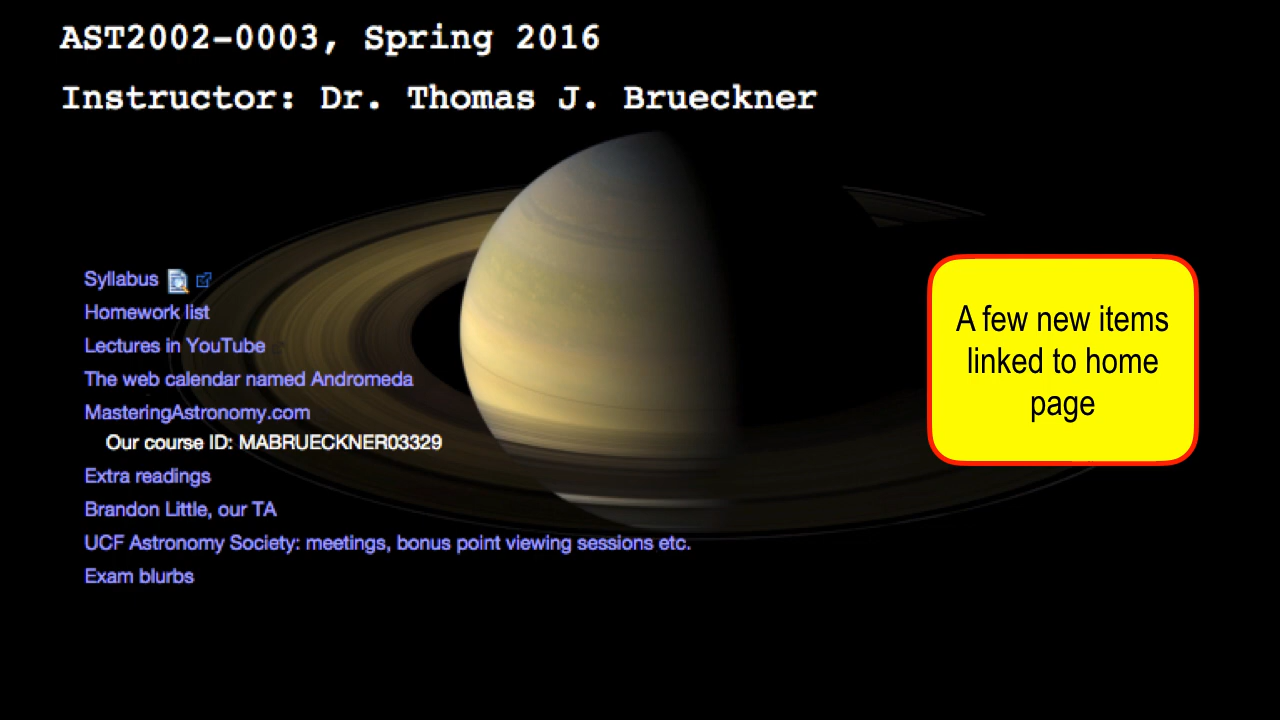 AST2002-0003, Spring 2016
Instructor: Dr. Thomas J. Brueckner
Syllabus
Homework list
Lectures in YouTube
The web calendar named Andromeda
MasteringAstronomy.com
Our course ID: MABRUECKNER03329
Extra readings
Brandon Little, our TA
UCF Astronomy Society: meetings, bonus point viewing sessions etc.
Exam blurbs
A few new items
linked to home
page